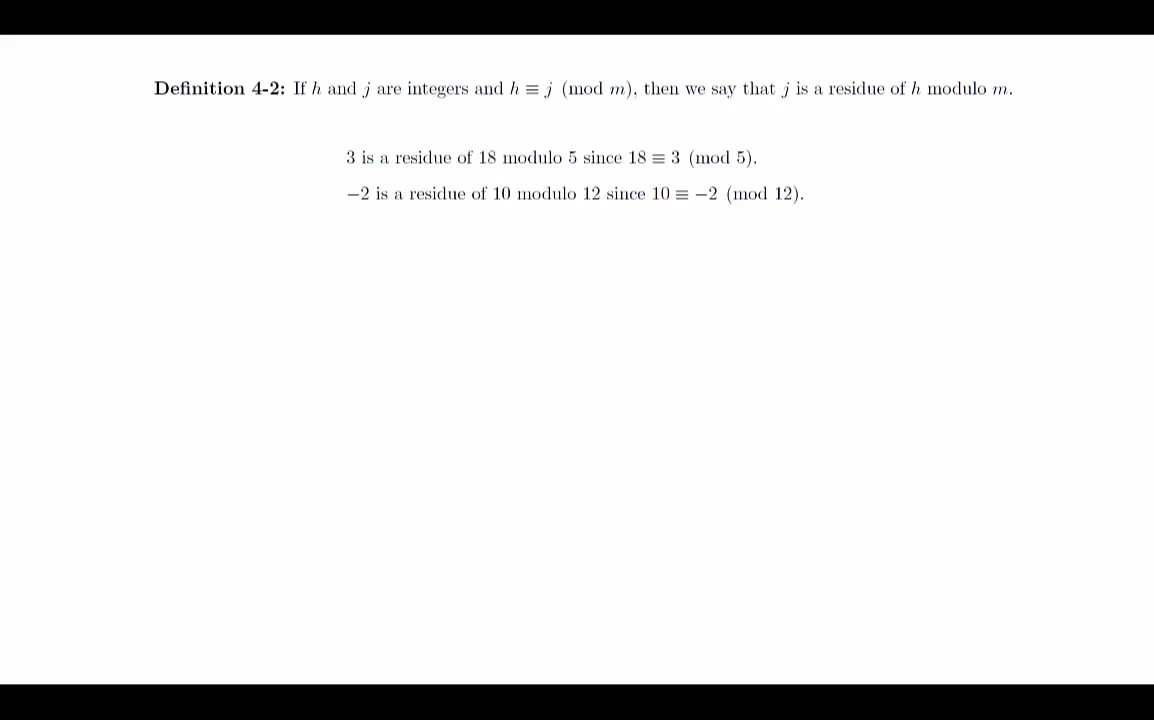 Definition 4-2: If h and j are integers and h ≡ j (mod m), then we say that j is a residue of h modulo m.
3 is a residue of 18 modulo 5 since 18 ≡ 3 (mod 5).
−2 is a residue of 10 modulo 12 since 10 ≡ −2 (mod 12).